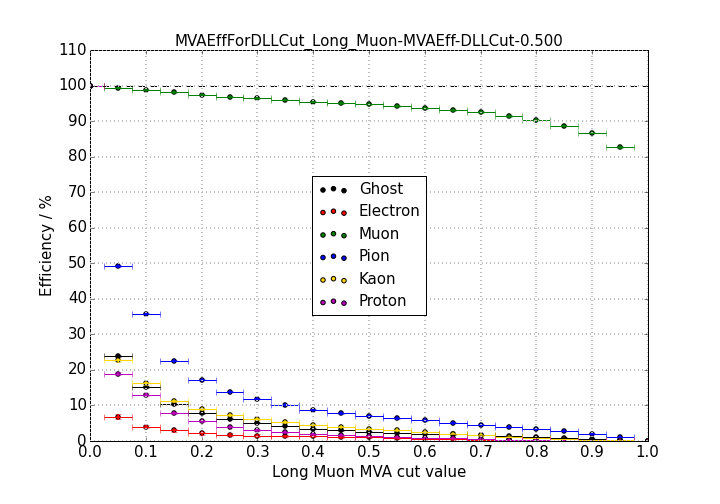 MVAEffForDLLCut_Long_Muon-MVAEff-DLLCut-0.500
110
100
90
80
70
60
50
40
30
20
10
0
Efficiency / %
Ghost
Electron
Muon
Pion
Kaon
Proton
0.0 0.1 0.2 0.3 0.4 0.5 0.6 0.7 0.8 0.9 1.0
Long Muon MVA cut value